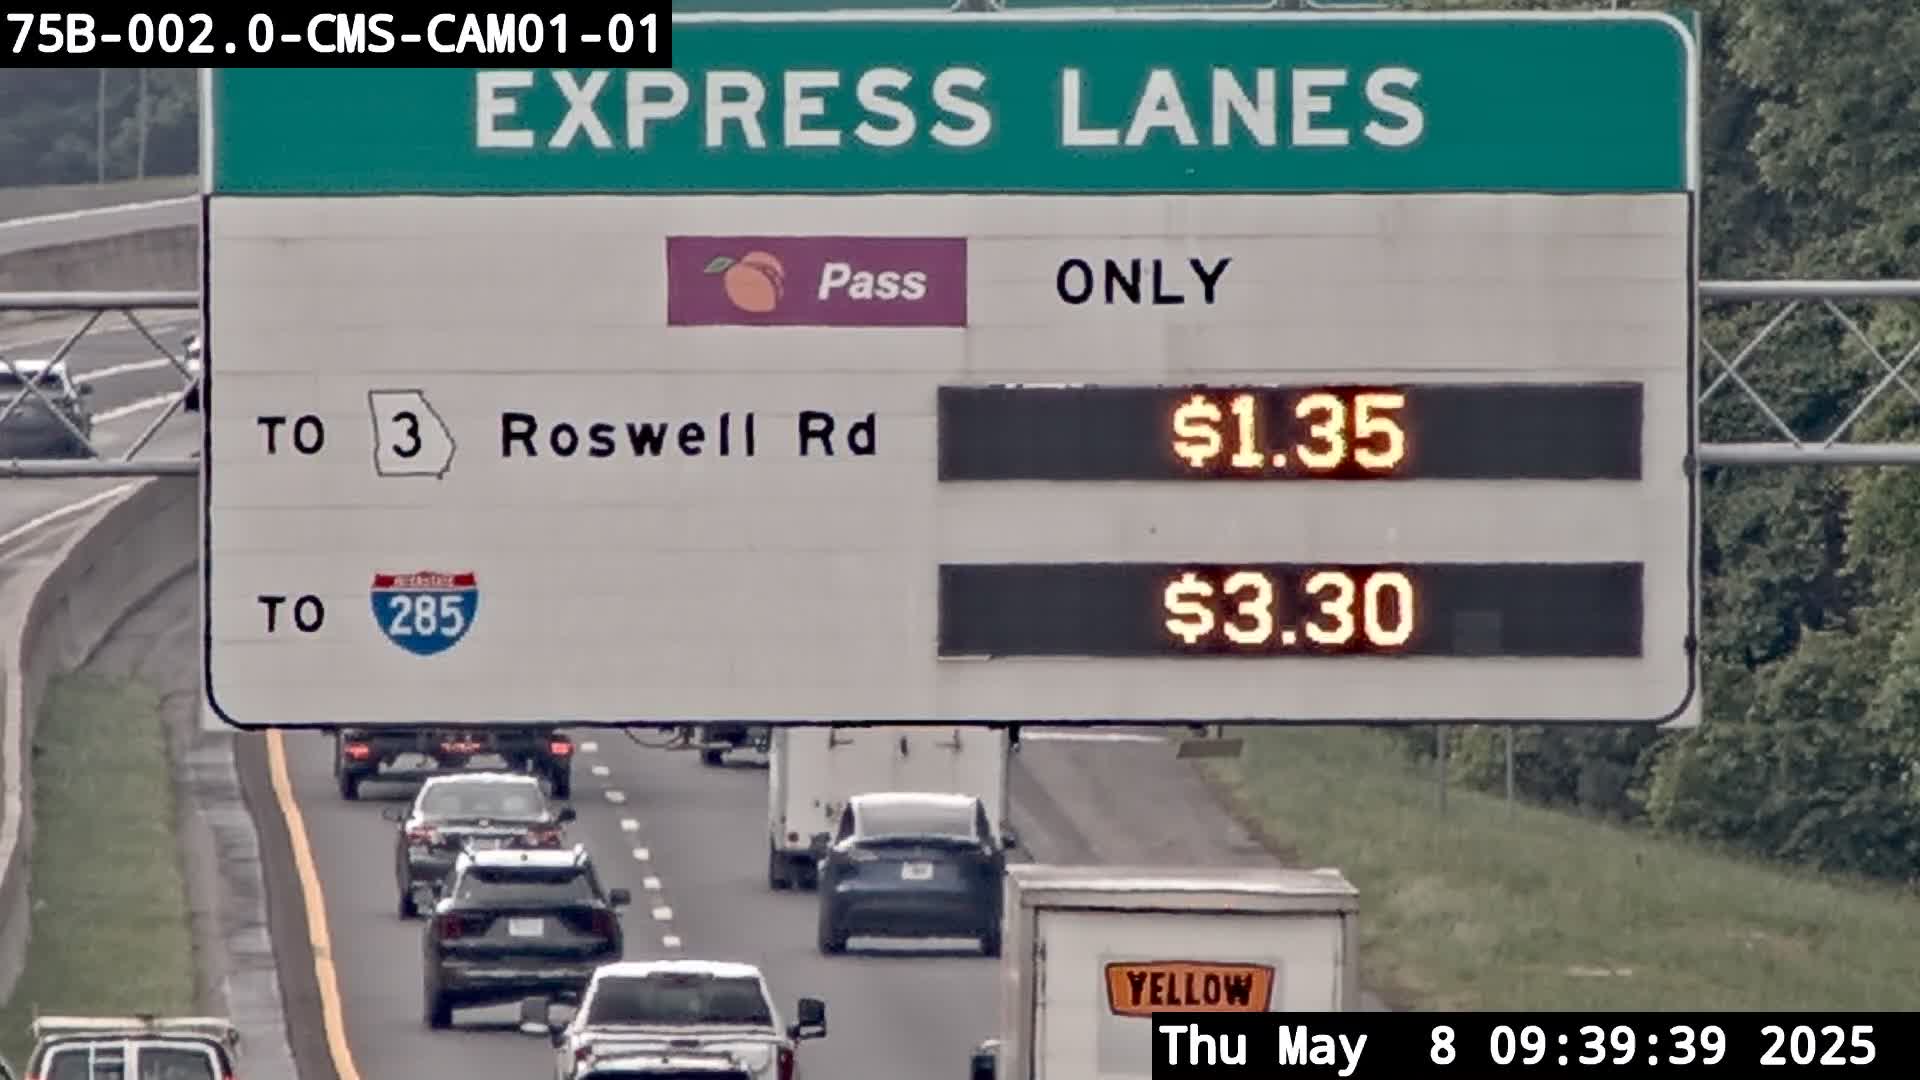 75B-002.0-CMS-CAM01-01
EXPRESS LANES
Pass ONLY
TO 3 Roswell Rd $1.35
INTERSTATE
TO 285 $3.30
YELLOW
Thu May 8 09:39:39 2025